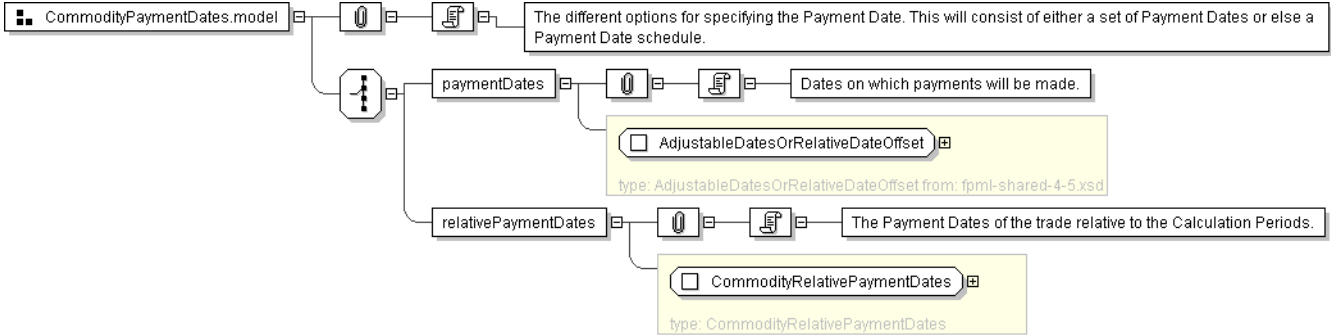 CommodityPaymentDates.model
The different options for specifying the Payment Date. This will consist of either a set of Payment Dates or else a
Payment Date schedule.
paymentDates
Dates on which payments will be made.
AdjustableDatesOrRelativeDateOffset
type: AdjustableDatesOrRelativeDateOffset from: fpml-shared-4-5.xsd
relativePaymentDates
The Payment Dates of the trade relative to the Calculation Periods.
CommodityRelativePaymentDates
type: CommodityRelativePaymentDates